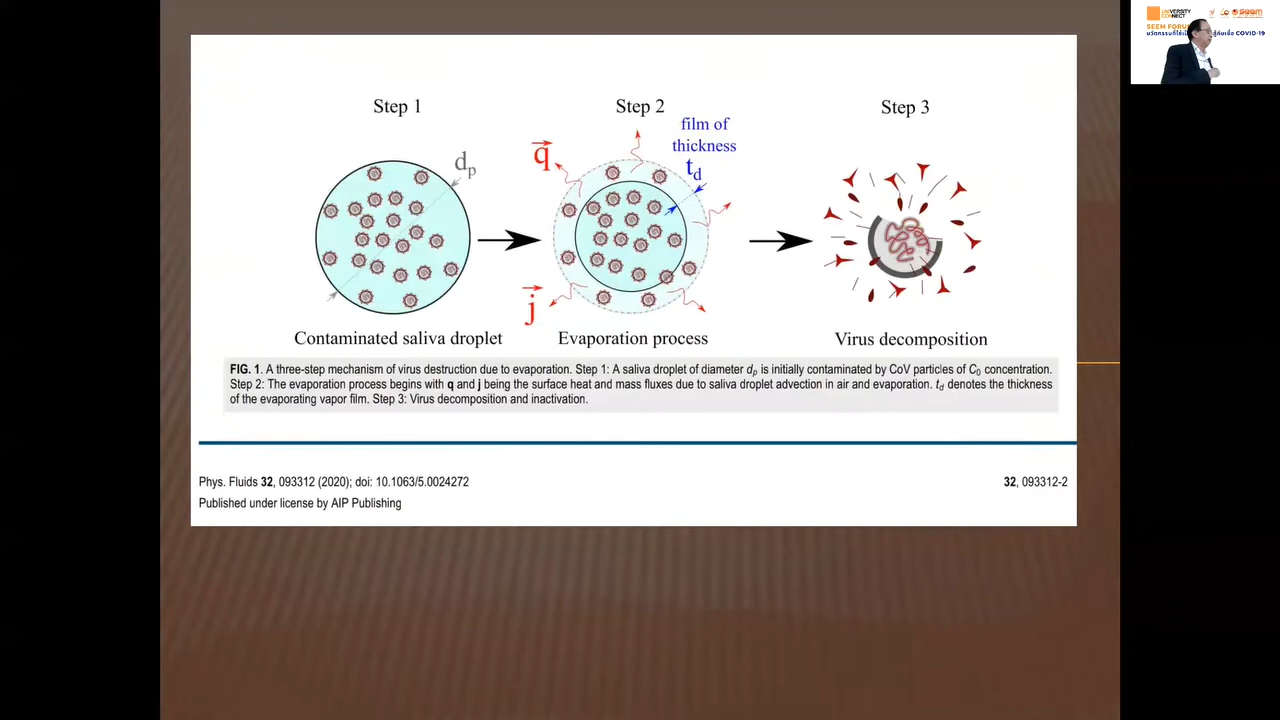 Step 1
Step 2
Step 3
film of
thickness
t_d
d_p
q
j
Contaminated saliva droplet
Evaporation process
Virus decomposition
FIG. 1. A three-step mechanism of virus destruction due to evaporation. Step 1: A saliva droplet of diameter d_p is initially contaminated by CoV particles of C_0 concentration.
Step 2: The evaporation process begins with q and j being the surface heat and mass fluxes due to saliva droplet advection in air and evaporation. t_d denotes the thickness
of the evaporating vapor film. Step 3: Virus decomposition and inactivation.
Phys. Fluids 32, 093312 (2020); doi: 10.1063/5.0024272
32, 093312-2
Published under license by AIP Publishing
UNIVERSITY
CONNECT
seem
SEEM FORU
COVID-19